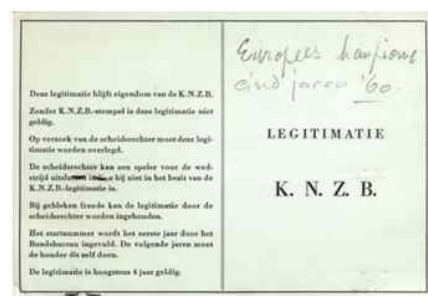 Deze legitimatie blijft eigendom van de K.N.Z.B.
Zonder K.N.Z.B.-stempel is deze legitimatie niet
geldig.
Op verzoek van de scheidsrechter moet deze legi-
timatie worden overlegd.
De scheidsrechter kan een speler voor de wed-
strijd uitsluiten indien hij niet in het bezit van de
K.N.Z.B.-legitimatie is.
Bij gebleken fraude kan de legitimatie door de
scheidsrechter worden ingehouden.
Het startnummer wordt het eerste jaar door het
Bondsbureau ingevuld. De volgende jaren moet
de houder dit zelf doen.
De legitimatie is hoogstens 4 jaar geldig.
Europees kampioene
eind jaren '60.
LEGITIMATIE
K. N. Z. B.